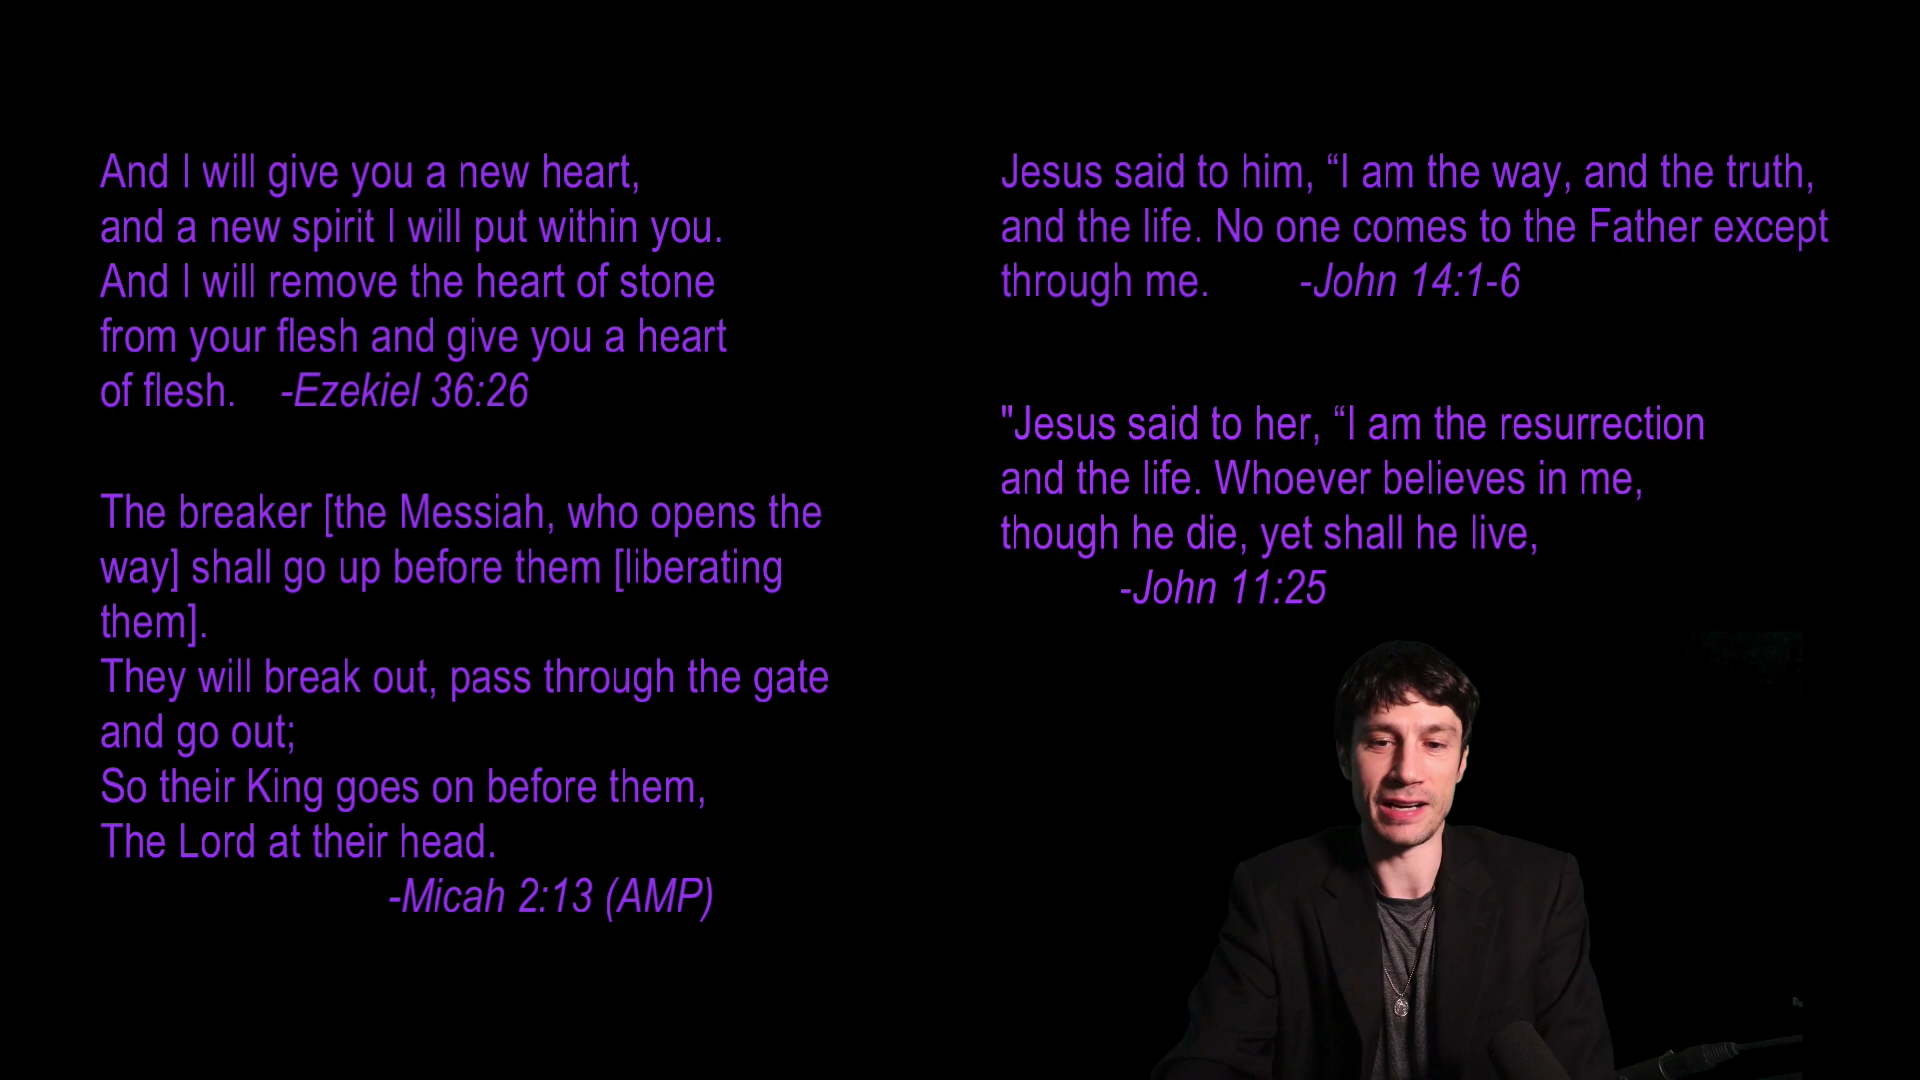 And I will give you a new heart,
and a new spirit I will put within you.
And I will remove the heart of stone
from your flesh and give you a heart
of flesh. -Ezekiel 36:26
The breaker [the Messiah, who opens the
way] shall go up before them [liberating
them].
They will break out, pass through the gate
and go out;
So their King goes on before them,
The Lord at their head.
-Micah 2:13 (AMP)
Jesus said to him, “I am the way, and the truth,
and the life. No one comes to the Father except
through me. -John 14:1-6
"Jesus said to her, “I am the resurrection
and the life. Whoever believes in me,
though he die, yet shall he live,
-John 11:25